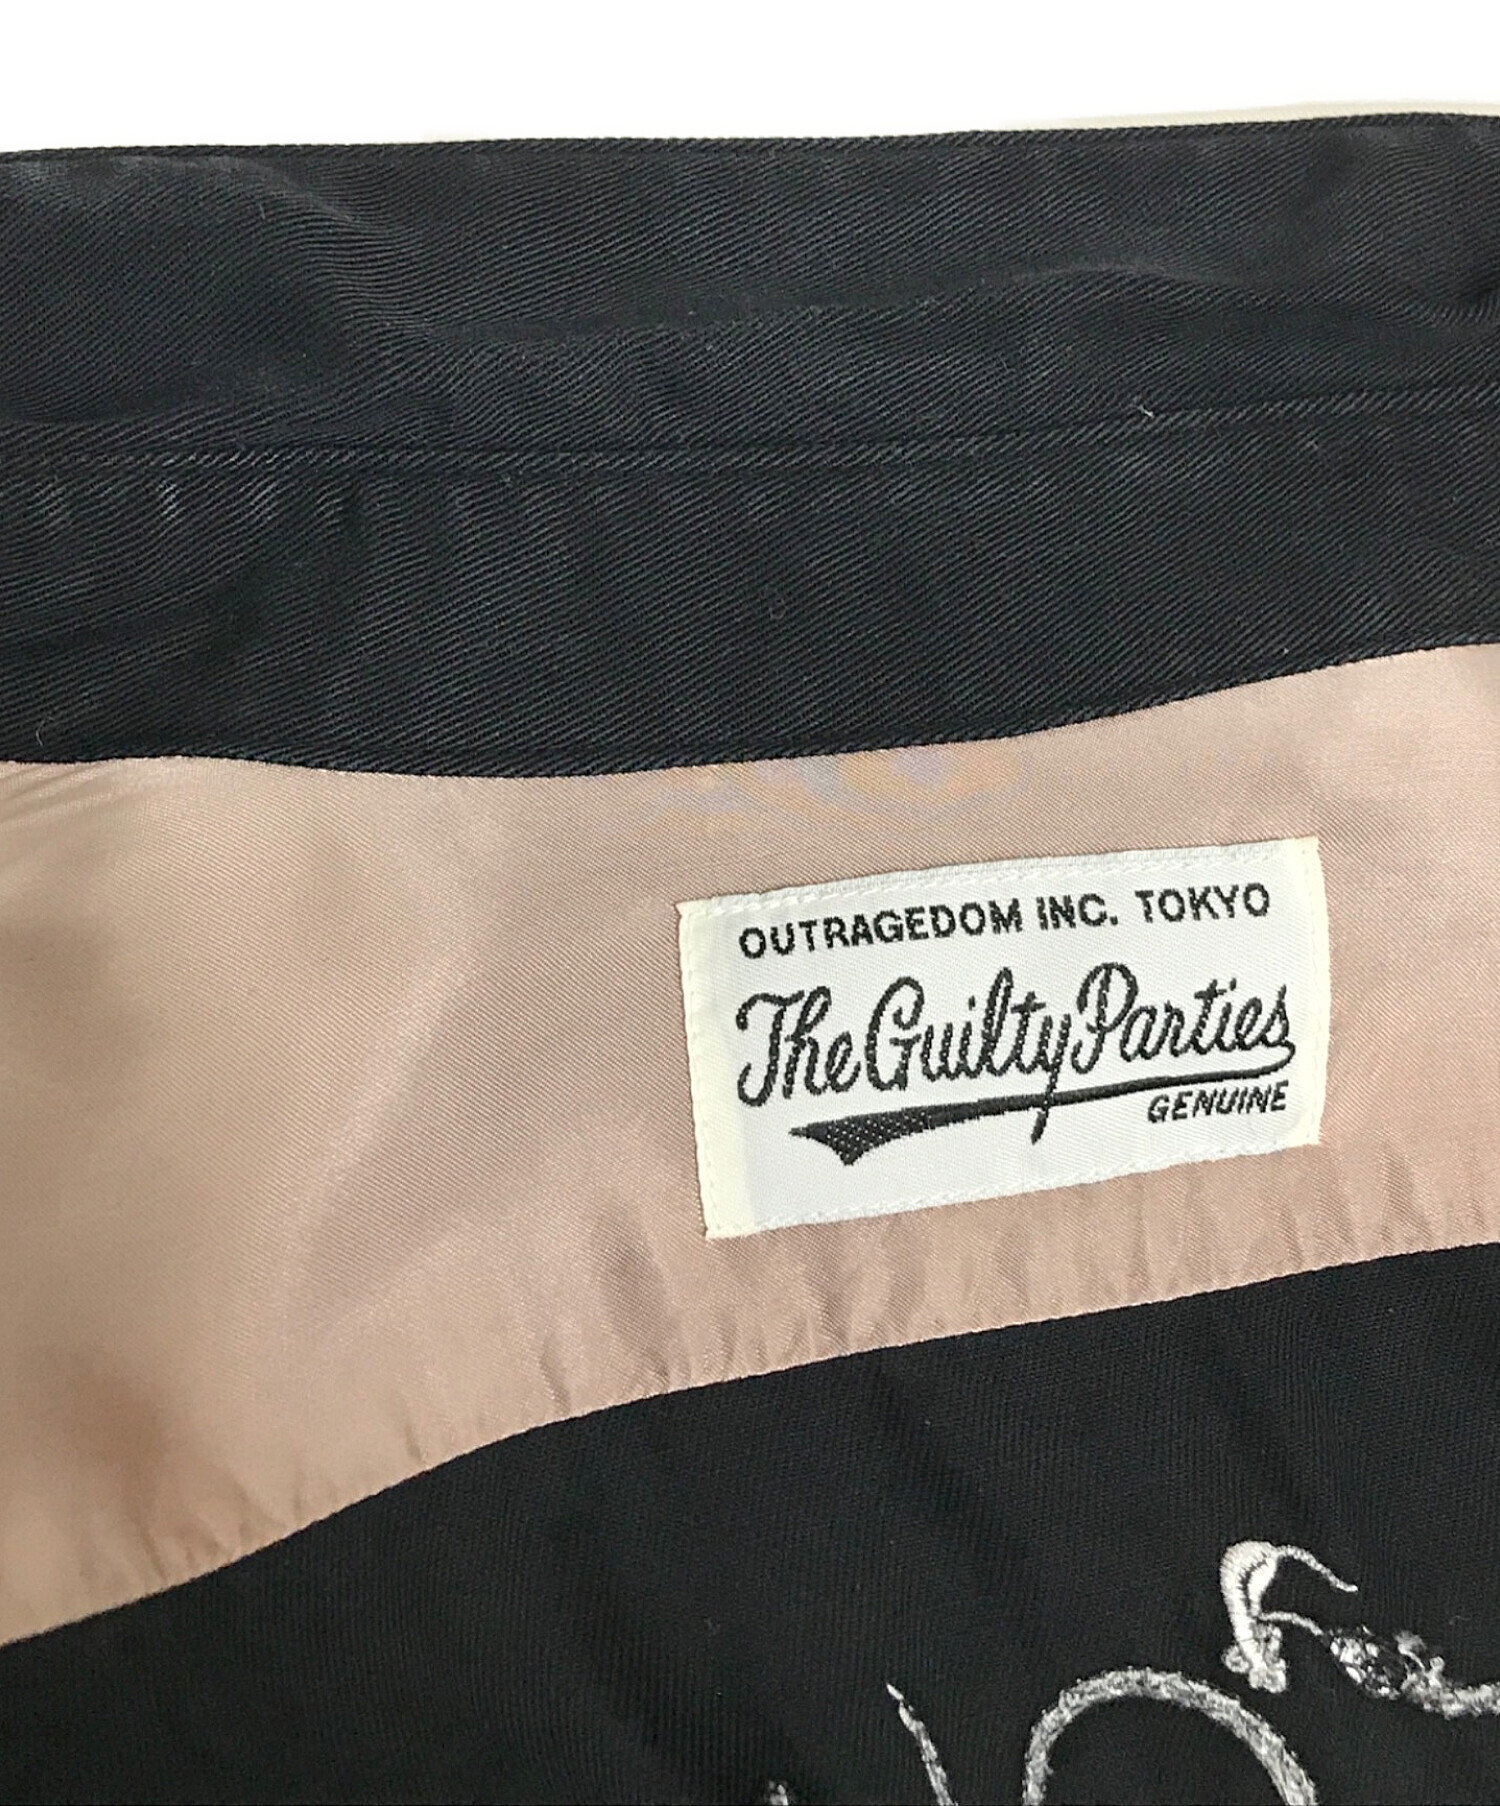 OUTRAGEDOM INC. TOKYO
The Guilty Parties
GENUINE